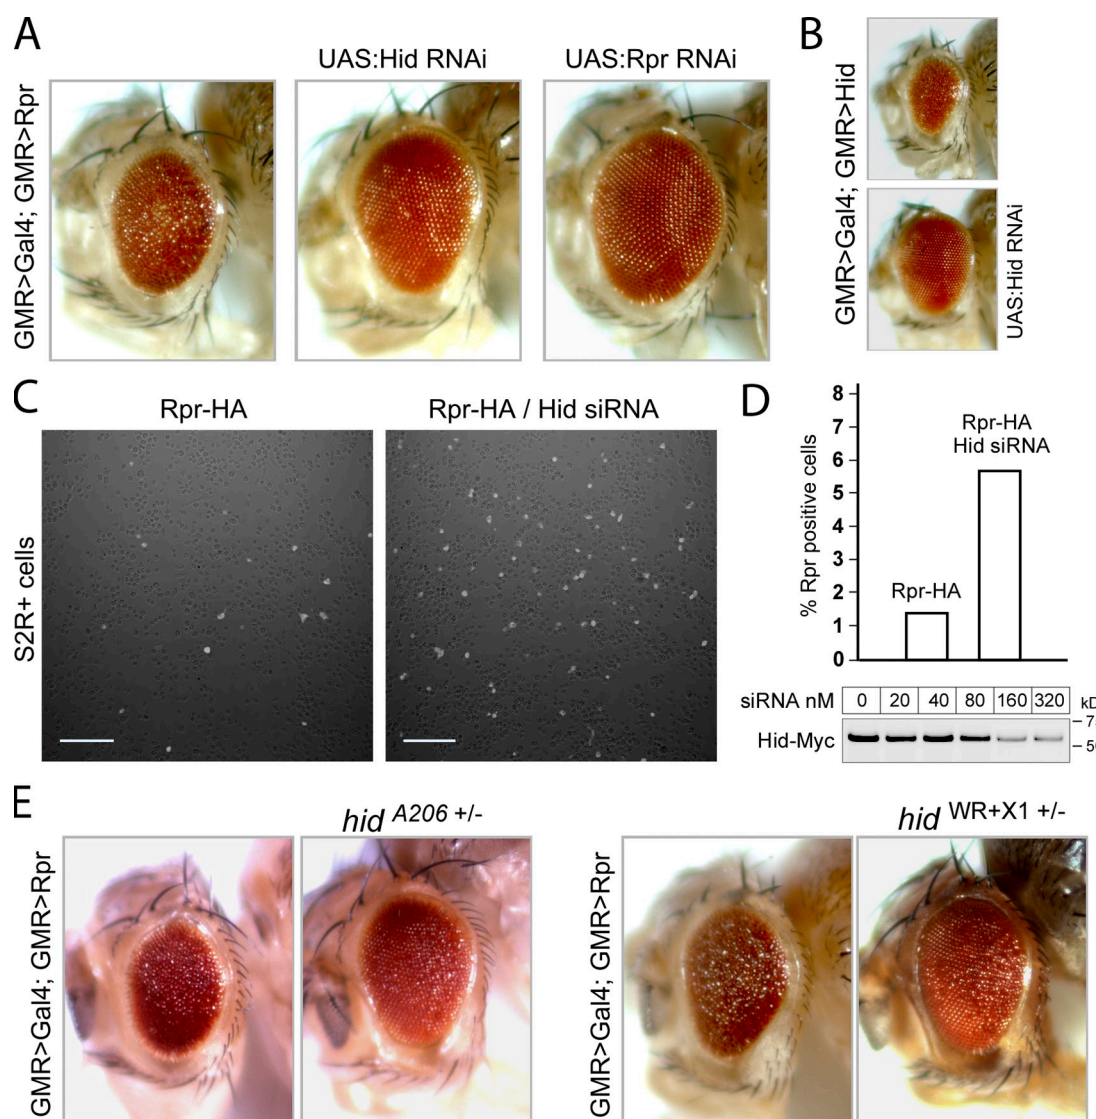 A
B
UAS:Hid RNAi
UAS:Rpr RNAi
GMR>Gal4; GMR>Rpr
GMR>Gal4; GMR>Hid
UAS:Hid RNAi
C
Rpr-HA
Rpr-HA / Hid siRNA
S2R+ cells
D
% Rpr positive cells
8
7
6
5
4
3
2
1
0
Rpr-HA
Hid siRNA
Rpr-HA
siRNA nM
0 20 40 80 160 320
Hid-Myc
E
hid A206 +/-
hid WR+X1 +/-
GMR>Gal4; GMR>Rpr
GMR>Gal4; GMR>Rpr